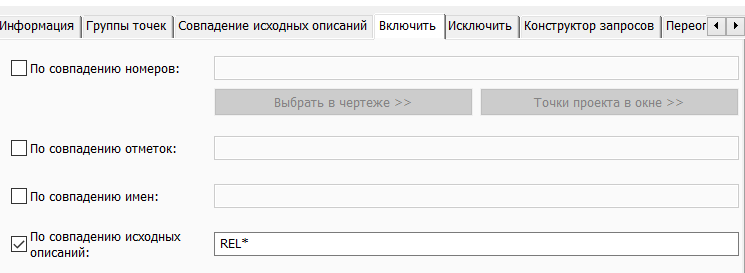 Информация Группы точек Совпадение исходных описаний Включить Исключить Конструктор запросов Переоп
По совпадению номеров:
Выбрать в чертеже >> Точки проекта в окне >>
По совпадению отметок:
По совпадению имен:
По совпадению исходных
описаний:
REL*